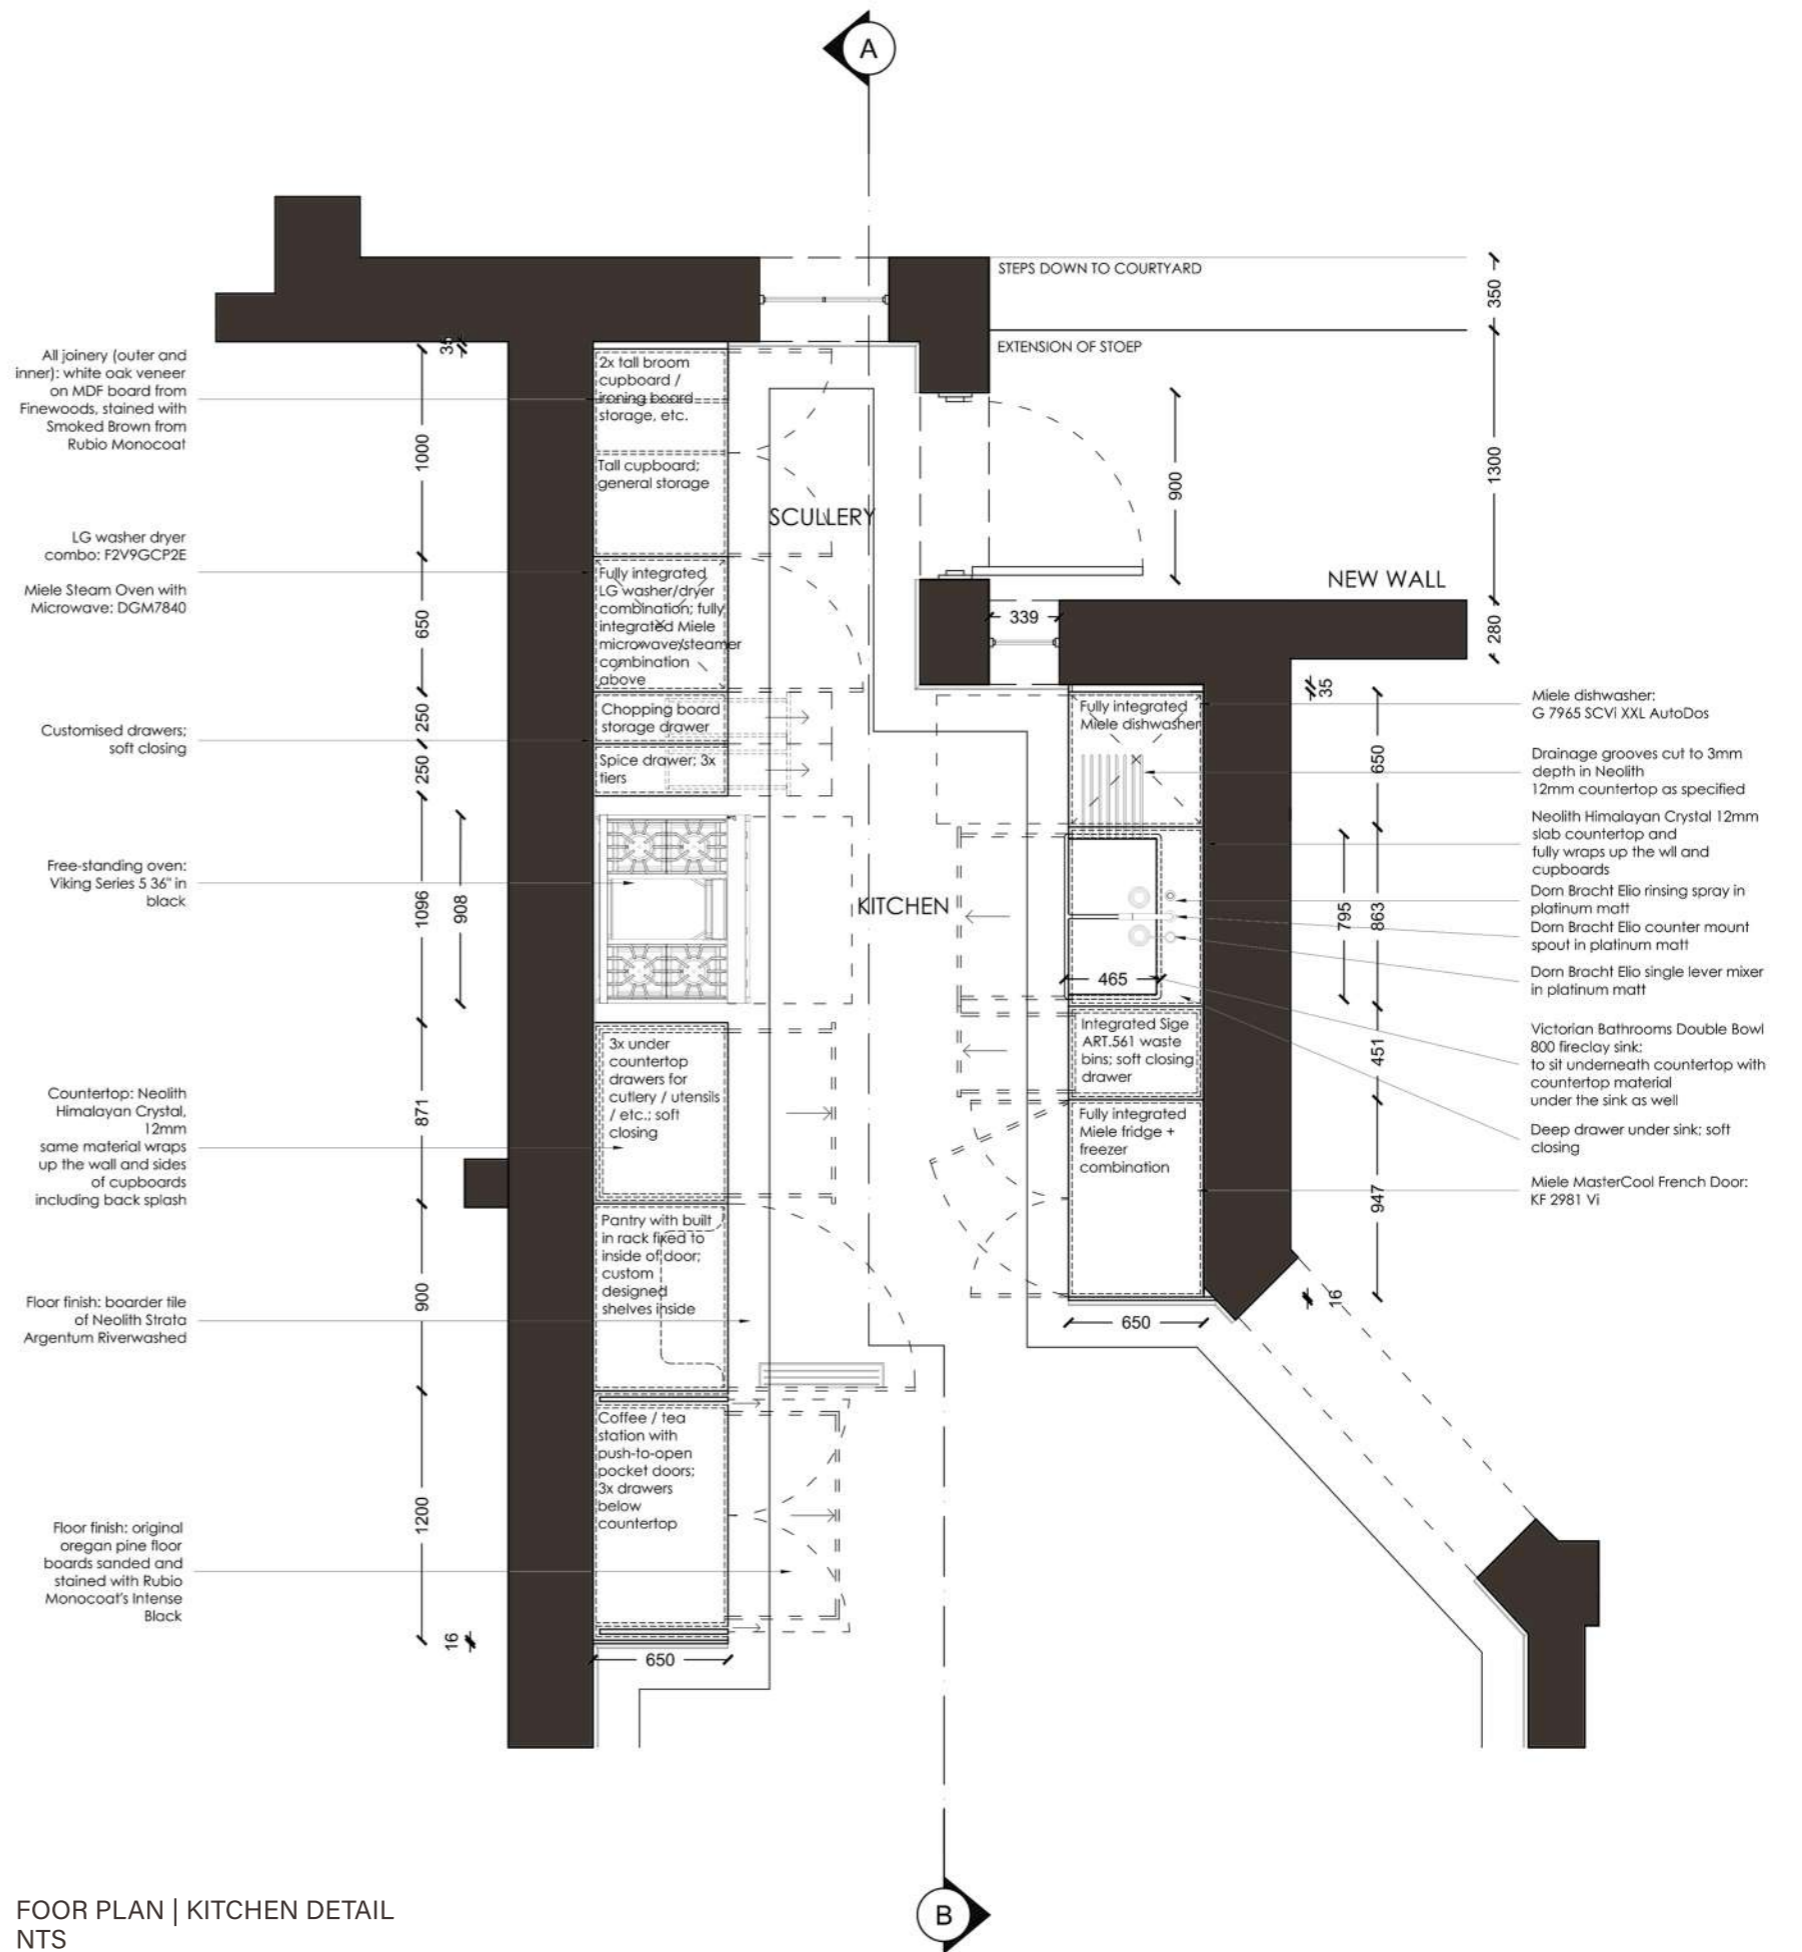 A
STEPS DOWN TO COURTYARD
350
EXTENSION OF STOEP
1300
900
NEW WALL
280
339
35
All joinery (outer and
inner): white oak veneer
on MDF board from
Finewoods, stained with
Smoked Brown from
Rubio Monocoat
LG washer dryer
combo: F2V9GCP2E
Miele Steam Oven with
Microwave: DGM7840
Customised drawers;
soft closing
Free-standing oven:
Viking Series 5 36" in
black
Countertop: Neolith
Himalayan Crystal,
12mm
same material wraps
up the wall and sides
of cupboards
including back splash
Floor finish: boarder tile
of Neolith Strata
Argentum Riverwashed
Floor finish: original
oregan pine floor
boards sanded and
stained with Rubio
Monocoat's Intense
Black
35
1000
650
250
250
1096
908
871
900
1200
16
2x tall broom
cupboard /
ironing board
storage, etc.
Tall cupboard;
general storage
Fully integrated
LG washer/dryer
combination; fully
integrated Miele
microwave/steamer
combination
above
Chopping board
storage drawer
Spice drawer; 3x
tiers
3x under
countertop
drawers for
cutlery / utensils
/ etc.; soft
closing
Pantry with built
in rack fixed to
inside of door;
custom
designed
shelves inside
Coffee / tea
station with
push-to-open
pocket doors;
3x drawers
below
countertop
650
SCULLERY
KITCHEN
Fully integrated
Miele dishwasher
465
Integrated Sige
ART.561 waste
bins; soft closing
drawer
Fully integrated
Miele fridge +
freezer
combination
650
650
795
863
451
947
16
Miele dishwasher:
G 7965 SCVi XXL AutoDos
Drainage grooves cut to 3mm
depth in Neolith
12mm countertop as specified
Neolith Himalayan Crystal 12mm
slab countertop and
fully wraps up the wll and
cupboards
Dorn Bracht Elio rinsing spray in
platinum matt
Dorn Bracht Elio counter mount
spout in platinum matt
Dorn Bracht Elio single lever mixer
in platinum matt
Victorian Bathrooms Double Bowl
800 fireclay sink:
to sit underneath countertop with
countertop material
under the sink as well
Deep drawer under sink; soft
closing
Miele MasterCool French Door:
KF 2981 Vi
B
FOOR PLAN | KITCHEN DETAIL
NTS